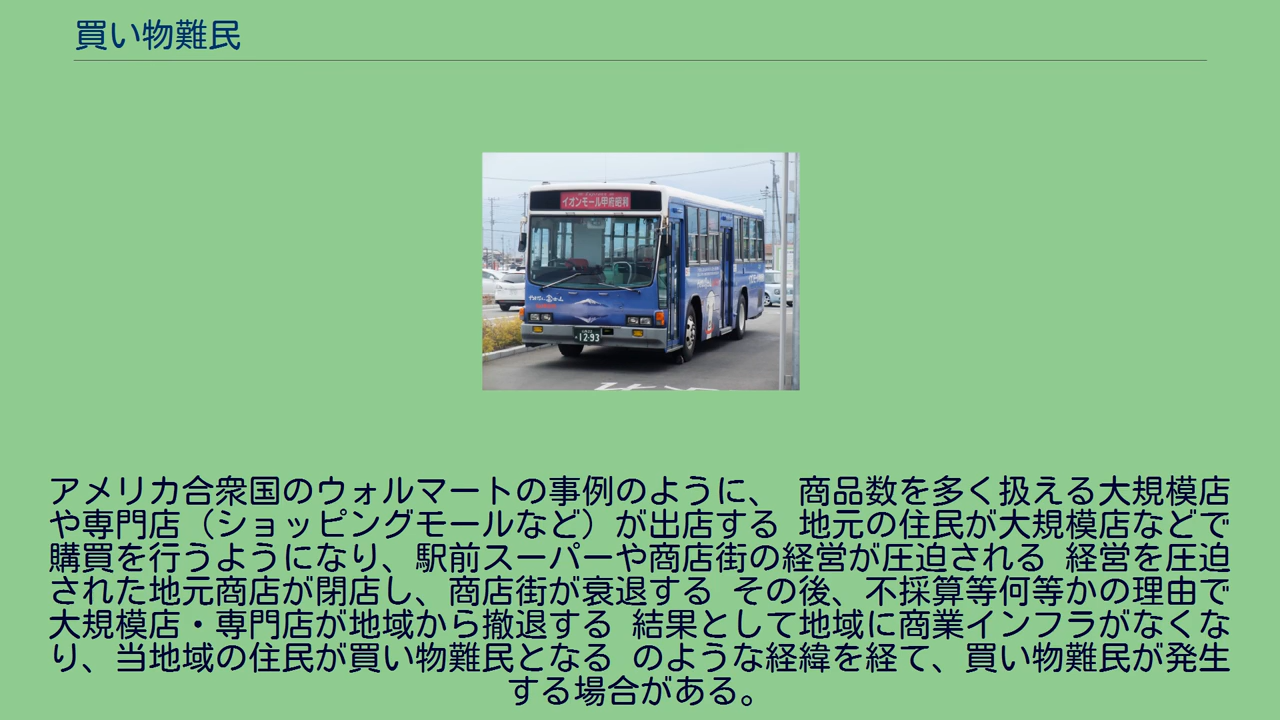 買い物難民
イオンモール甲府昭和
12-93
アメリカ合衆国のウォルマートの事例のように、 商品数を多く扱える大規模店
や専門店（ショッピングモールなど）が出店する 地元の住民が大規模店などで
購買を行うようになり、駅前スーパーや商店街の経営が圧迫される 経営を圧迫
された地元商店が閉店し、商店街が衰退する その後、不採算等何等かの理由で
大規模店・専門店が地域から撤退する 結果として地域に商業インフラがなくな
り、当地域の住民が買い物難民となる のような経緯を経て、買い物難民が発生
する場合がある。